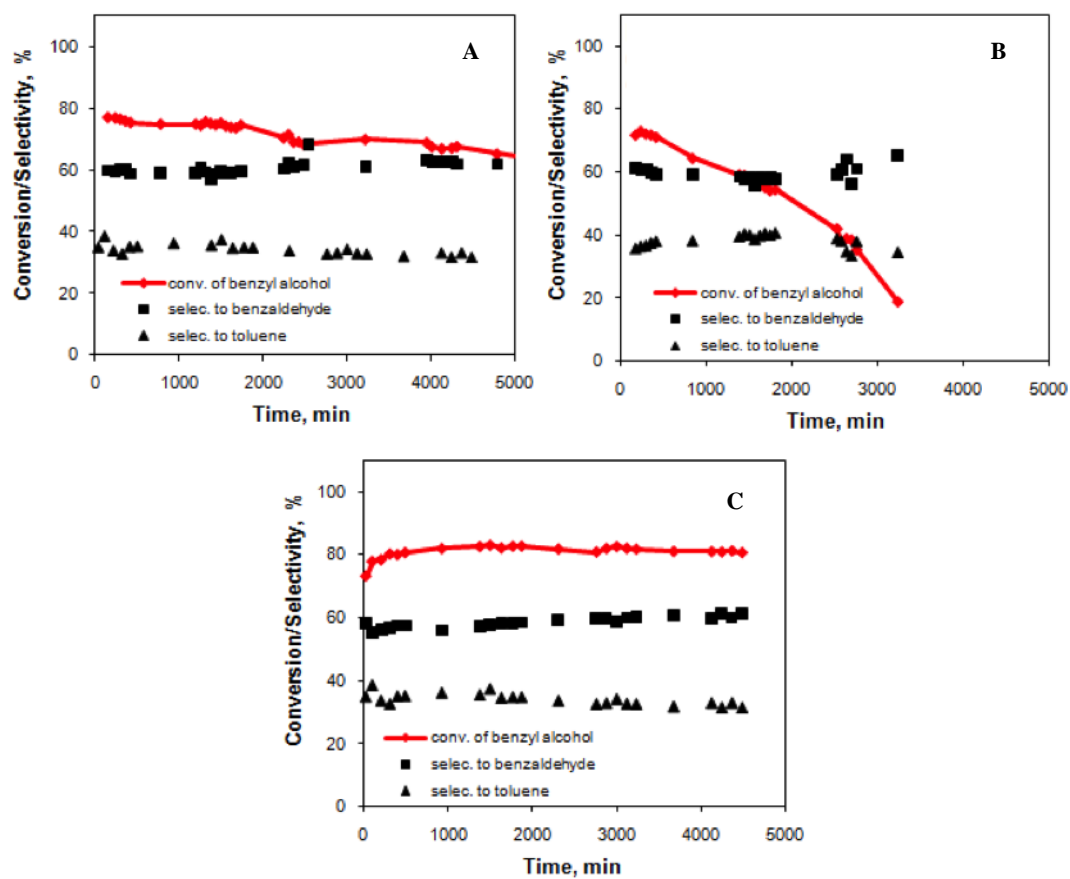 A
Conversion/Selectivity, %
100
80
60
40
20
0
conv. of benzyl alcohol
selec. to benzaldehyde
selec. to toluene
0 1000 2000 3000 4000 5000
Time, min
B
Conversion/Selectivity, %
100
80
60
40
20
0
conv. of benzyl alcohol
selec. to benzaldehyde
selec. to toluene
0 1000 2000 3000 4000 5000
Time, min
C
Conversion/Selectivity, %
100
80
60
40
20
0
conv. of benzyl alcohol
selec. to benzaldehyde
selec. to toluene
0 1000 2000 3000 4000 5000
Time, min